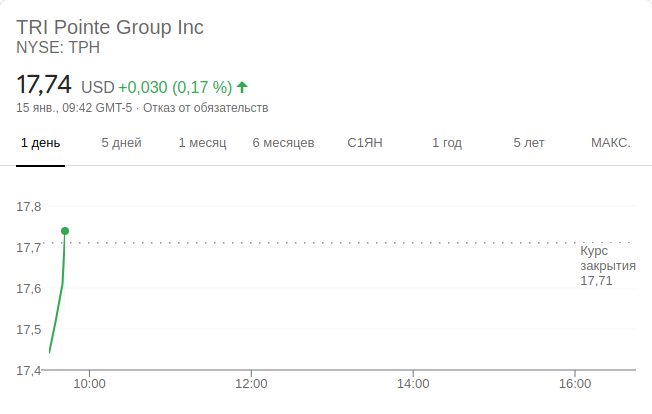 TRI Pointe Group Inc
NYSE: TPH
17,74 USD +0,030 (0,17 %)
15 янв., 09:42 GMT-5 · Отказ от обязательств
1 день 5 дней 1 месяц 6 месяцев С1ЯН 1 год 5 лет МАКС.
17,8
17,7
17,6
17,5
17,4
Курс
закрытия
17,71
10:00 12:00 14:00 16:00